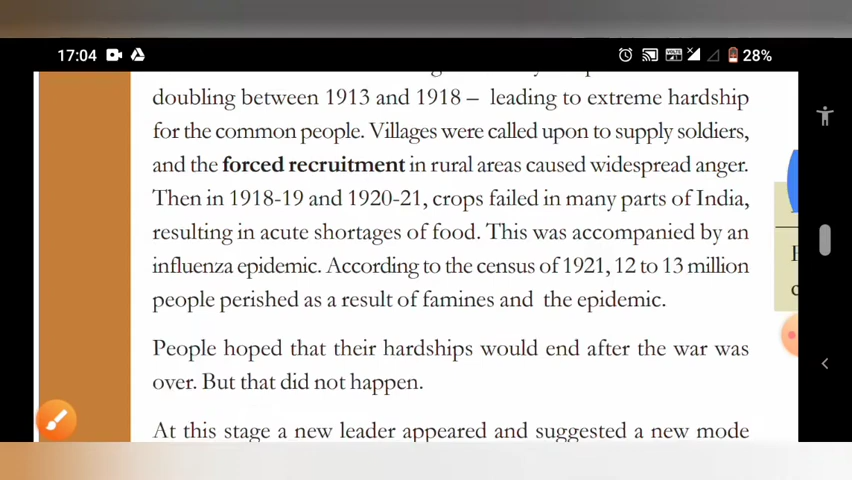 17:04
28%
doubling between 1913 and 1918 – leading to extreme hardship
for the common people. Villages were called upon to supply soldiers,
and the forced recruitment in rural areas caused widespread anger.
Then in 1918-19 and 1920-21, crops failed in many parts of India,
resulting in acute shortages of food. This was accompanied by an
influenza epidemic. According to the census of 1921, 12 to 13 million
people perished as a result of famines and the epidemic.
People hoped that their hardships would end after the war was
over. But that did not happen.
At this stage a new leader appeared and suggested a new mode